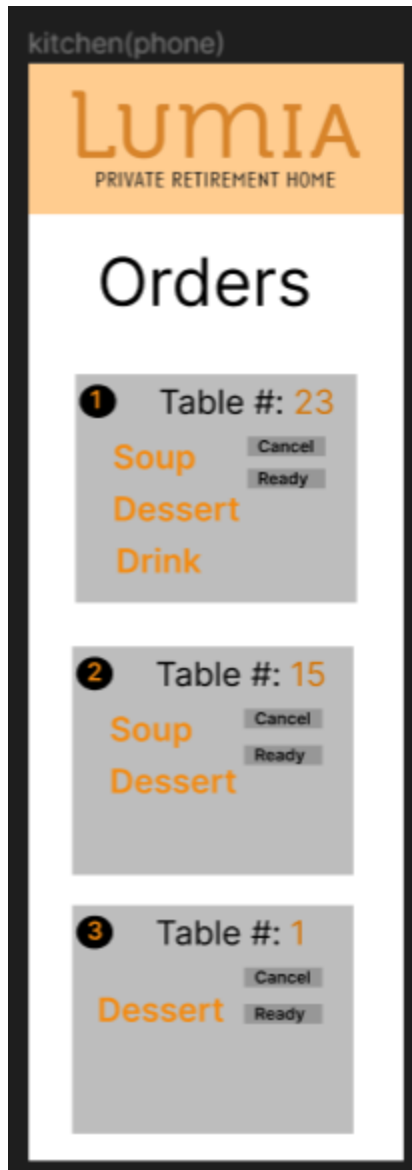 kitchen(phone)
LUMIA
PRIVATE RETIREMENT HOME
Orders
1 Table #: 23
Soup Cancel
Ready
Dessert
Drink
2 Table #: 15
Soup Cancel
Ready
Dessert
3 Table #: 1
Cancel
Dessert Ready